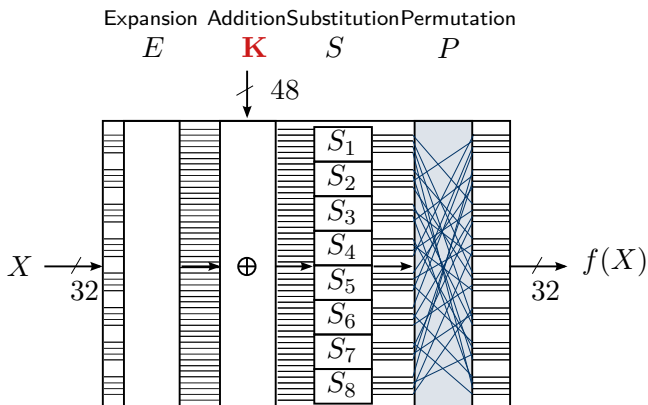 Expansion Addition Substitution Permutation
E K S P
48
S₁
S₂
S₃
S₄
X ⊕ f(X)
32 S₅ 32
S₆
S₇
S₈